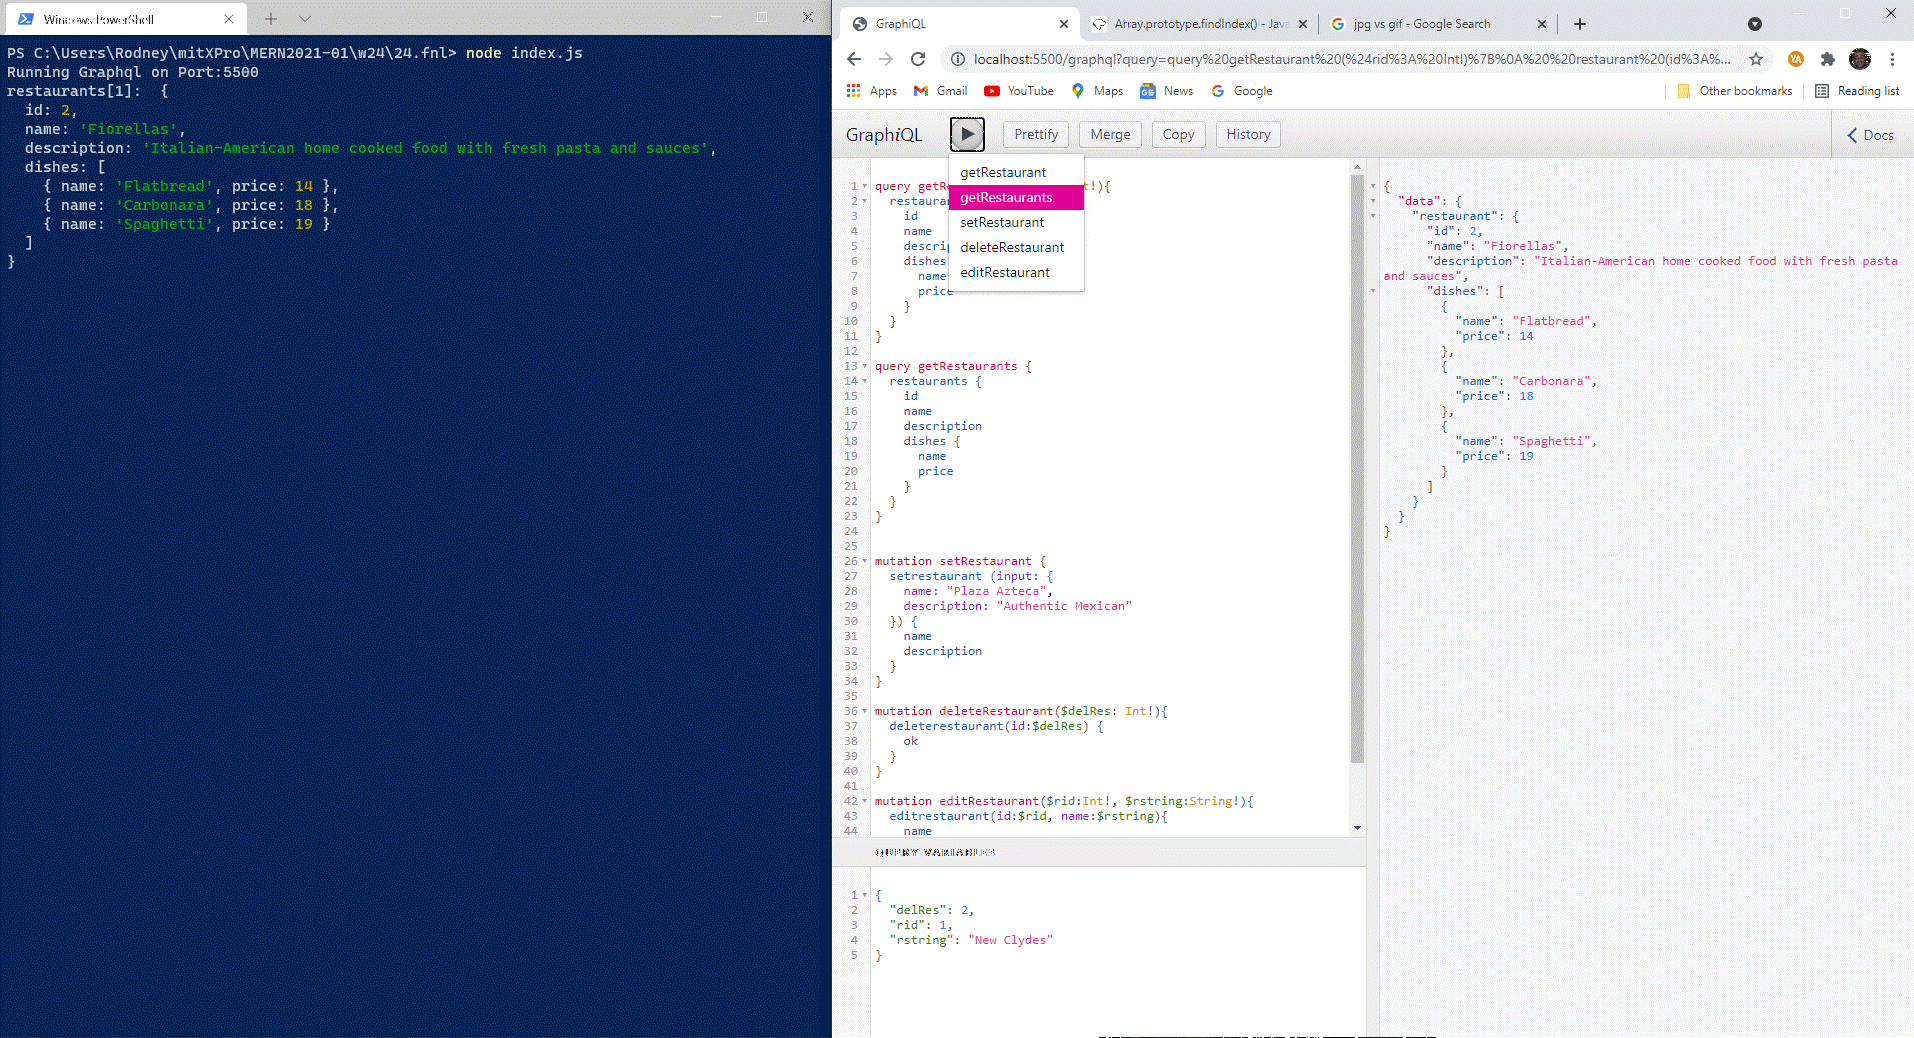 Windows PowerShell
PS C:\Users\Rodney\mitXPro\MERN2021-01\w24\24.fnl> node index.js
Running Graphql on Port:5500
restaurants[1]:  {
  id: 2,
  name: 'Fiorellas',
  description: 'Italian-American home cooked food with fresh pasta and sauces',
  dishes: [
    { name: 'Flatbread', price: 14 },
    { name: 'Carbonara', price: 18 },
    { name: 'Spaghetti', price: 19 }
  ]
}
GraphiQL
Array.prototype.findIndex() - Java
jpg vs gif - Google Search
localhost:5500/graphql?query=query%20getRestaurant%20(%24rid%3A%20Int!)%7B%0A%20%20restaurant%20(id%3A%...
YA
Apps
Gmail
YouTube
Maps
News
Google
Other bookmarks
Reading list
GraphiQL
Prettify
Merge
Copy
History
Docs
getRestaurant
getRestaurants
setRestaurant
deleteRestaurant
editRestaurant
1 query getR t!){
2   restauran
3     id
4     name
5     descrip
6     dishes
7       name
8       price
9     }
10   }
11 }
12
13 query getRestaurants {
14   restaurants {
15     id
16     name
17     description
18     dishes {
19       name
20       price
21     }
22   }
23 }
24
25
26 mutation setRestaurant {
27   setrestaurant (input: {
28     name: "Plaza Azteca",
29     description: "Authentic Mexican"
30   }) {
31     name
32     description
33   }
34 }
35
36 mutation deleteRestaurant($delRes: Int!){
37   deleterestaurant(id:$delRes) {
38     ok
39   }
40 }
41
42 mutation editRestaurant($rid:Int!, $rstring:String!){
43   editrestaurant(id:$rid, name:$rstring){
44     name
QUERY VARIABLES
1 {
2   "delRes": 2,
3   "rid": 1,
4   "rstring": "New Clydes"
5 }
{
  "data": {
    "restaurant": {
      "id": 2,
      "name": "Fiorellas",
      "description": "Italian-American home cooked food with fresh pasta
and sauces",
      "dishes": [
        {
          "name": "Flatbread",
          "price": 14
        },
        {
          "name": "Carbonara",
          "price": 18
        },
        {
          "name": "Spaghetti",
          "price": 19
        }
      ]
    }
  }
}